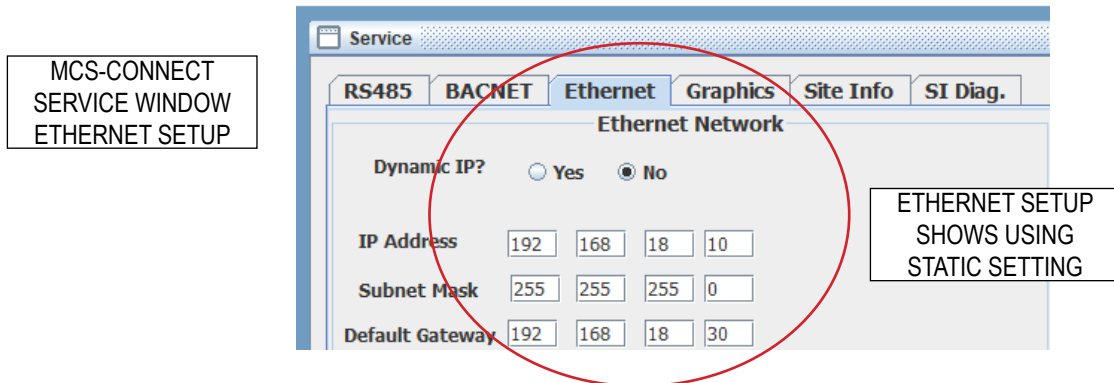 MCS-CONNECT
SERVICE WINDOW
ETHERNET SETUP
Service
RS485 BACNET Ethernet Graphics Site Info SI Diag.
Ethernet Network
Dynamic IP? Yes No
IP Address 192 168 18 10
Subnet Mask 255 255 255 0
Default Gateway 192 168 18 30
ETHERNET SETUP
SHOWS USING
STATIC SETTING